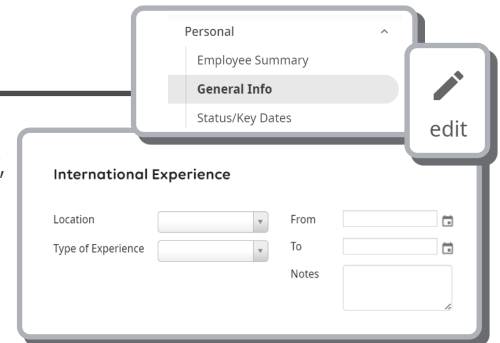 Personal
Employee Summary
General Info
Status/Key Dates
edit
International Experience
Location
From
Type of Experience
To
Notes